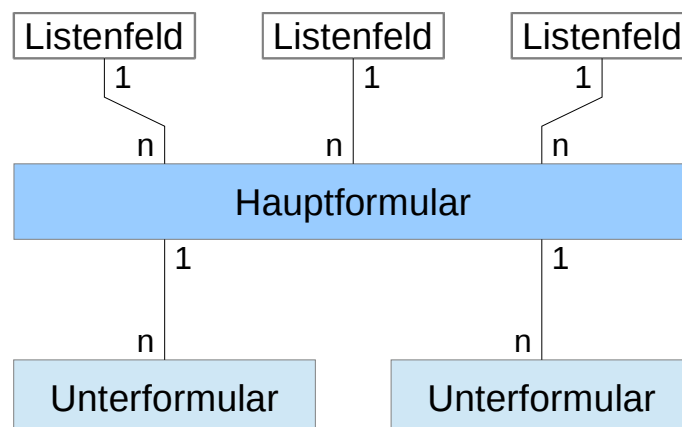 Listenfeld Listenfeld Listenfeld
1 1 1
n n n
Hauptformular
1 1
n n
Unterformular Unterformular